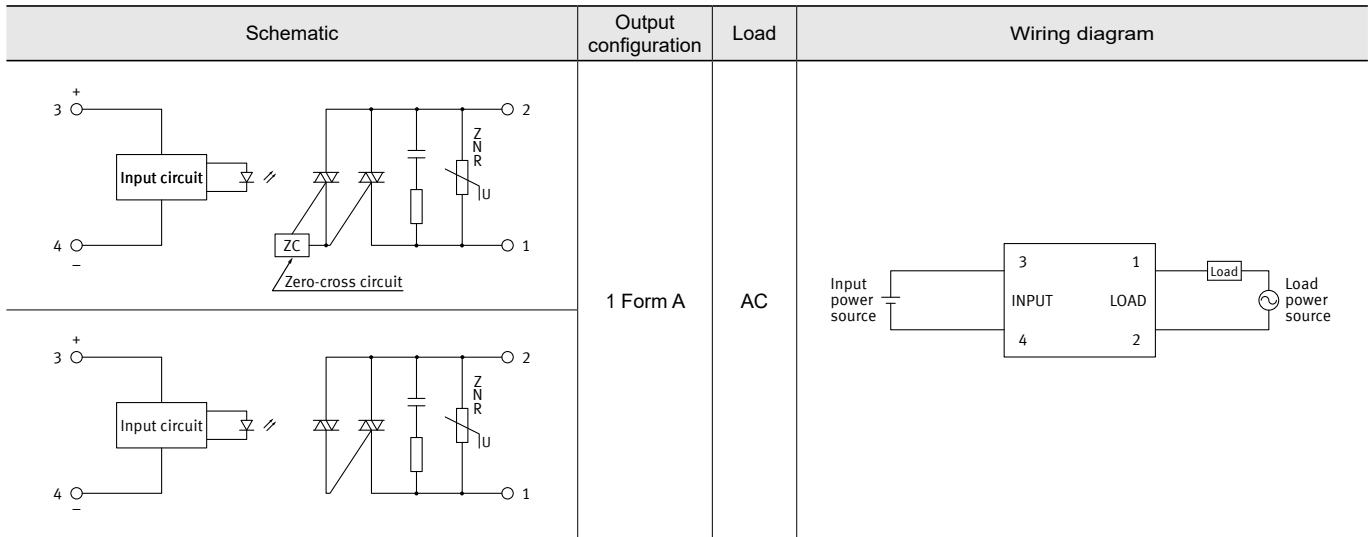 Schematic
Output configuration
Load
Wiring diagram
+
3
2
Z
N
R
Input circuit
U
4
ZC
1
–
Zero-cross circuit
+
3
2
Z
N
R
Input circuit
U
4
1
–
1 Form A
AC
Input
power
source
3
1
INPUT
LOAD
4
2
Load
Load
power
source